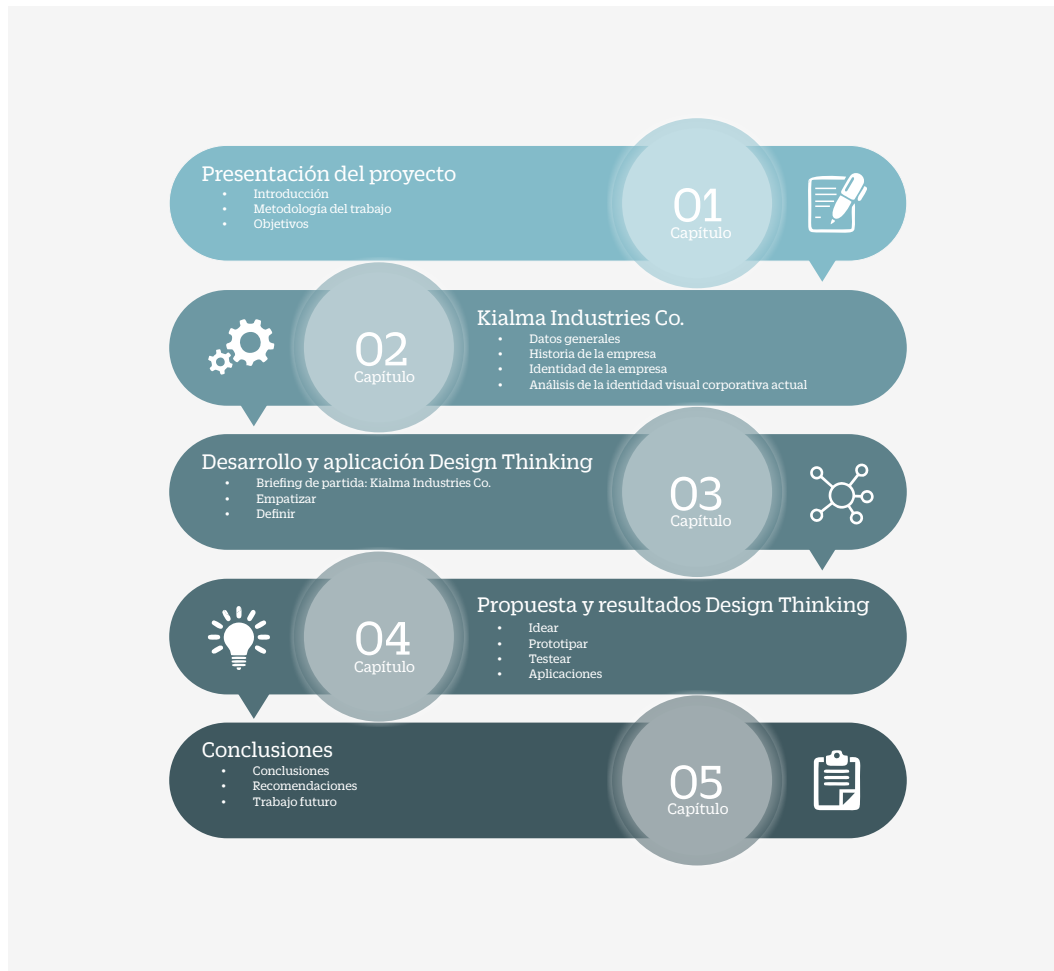 Presentación del proyecto
• Introducción
• Metodología del trabajo
• Objetivos
01
Capítulo
02
Capítulo
Kialma Industries Co.
• Datos generales
• Historia de la empresa
• Identidad de la empresa
• Análisis de la identidad visual corporativa actual
Desarrollo y aplicación Design Thinking
• Briefing de partida: Kialma Industries Co.
• Empatizar
• Definir
03
Capítulo
04
Capítulo
Propuesta y resultados Design Thinking
• Idear
• Prototipar
• Testear
• Aplicaciones
Conclusiones
• Conclusiones
• Recomendaciones
• Trabajo futuro
05
Capítulo